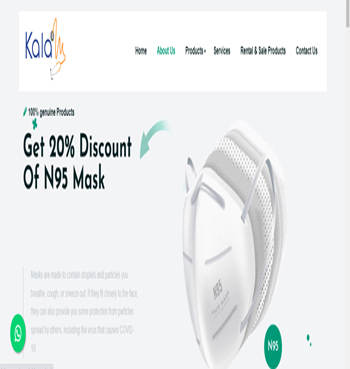 Kala
Home About Us Products Services Rental & Sale Products Contact Us
100% genuine Products
Get 20% Discount
Of N95 Mask
Masks are made to contain droplets and particles you
breathe, cough, or sneeze out. If they fit closely to the face,
they can also provide you some protection from particles
spread by others, including the virus that causes COVID-
19
N95
N95